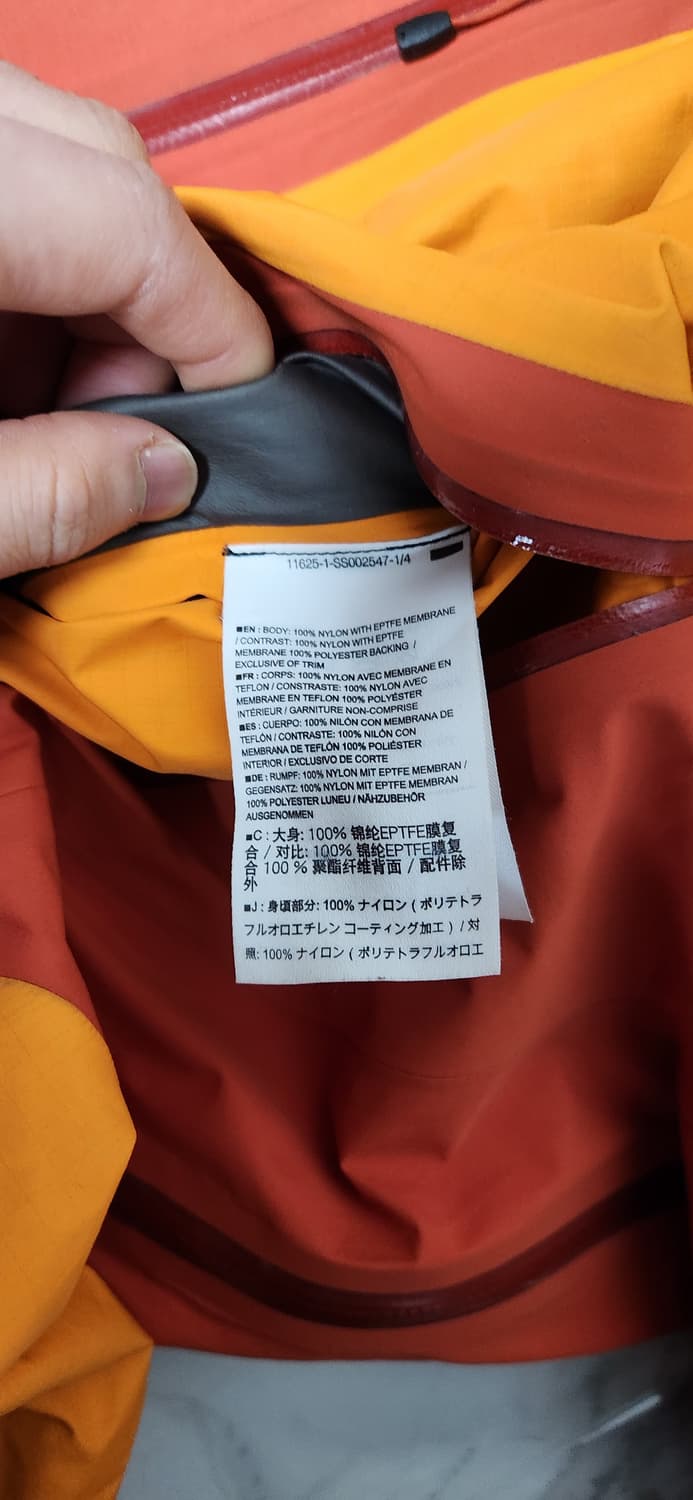 11625-1-SS002547-1/4
■EN : BODY: 100% NYLON WITH EPTFE MEMBRANE
/ CONTRAST: 100% NYLON WITH EPTFE
MEMBRANE 100% POLYESTER BACKING /
EXCLUSIVE OF TRIM
■FR : CORPS: 100% NYLON AVEC MEMBRANE EN
TEFLON / CONSTRASTE: 100% NYLON AVEC
MEMBRANE EN TEFLON 100% POLYÉSTER
INTÉRIEUR / GARNITURE NON-COMPRISE
■ES : CUERPO: 100% NILÓN CON MEMBRANA DE
TEFLÓN / CONTRASTE: 100% NILÓN CON
MEMBRANA DE TEFLÓN 100% POLIÉSTER
INTERIOR / EXCLUSIVO DE CORTE
■DE : RUMPF: 100% NYLON MIT EPTFE MEMBRAN /
GEGENSATZ: 100% NYLON MIT EPTFE MEMBRAN
100% POLYESTER LUNEU / NÄHZUBEHÖR
AUSGENOMMEN
■C : 大身: 100% 锦纶EPTFE膜复
合 / 对比: 100% 锦纶EPTFE膜复
合 100 % 聚酯纤维背面 / 配件除
外
■J : 身頃部分: 100% ナイロン ( ポリテトラ
フルオロエチレン コーティング加工 ) / 対
照: 100% ナイロン ( ポリテトラフルオロエ